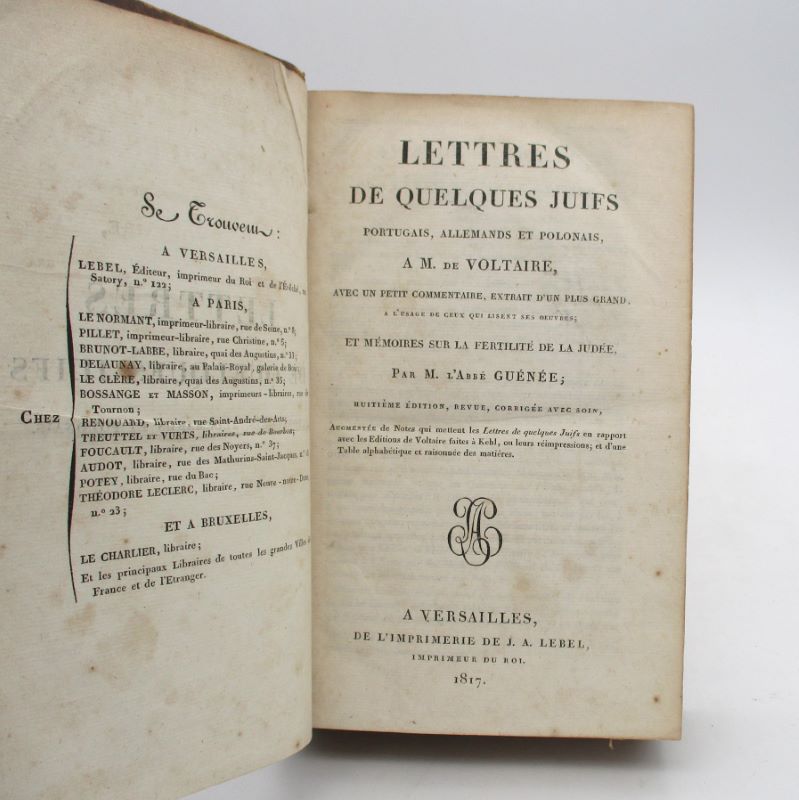 Se Trouvent:
A VERSAILLES,
LEBEL, Éditeur, imprimeur du Roi et de l'Évêché, rue
Satory, n.° 122;
A PARIS,
LE NORMANT, imprimeur-libraire, rue de Seine, n.° 8;
PILLET, imprimeur-libraire, rue Christine, n.° 5;
BRUNOT-LABBE, libraire, quai des Augustins, n.° 33;
DELAUNAY, libraire, au Palais-Royal, galerie de Bois;
LE CLÈRE, libraire, quai des Augustins, n.° 35;
BOSSANGE ET MASSON, imprimeurs-libraires, rue de
Tournon;
Chez
RENOUARD, libraire, rue Saint-André-des-Arts;
TREUTTEL ET VURTS, libraires, rue de Bourbon;
FOUCAULT, libraire, rue des Noyers, n.° 37;
AUDOT, libraire, rue des Mathurins-Saint-Jacques,
POTEY, libraire, rue du Bac;
THÉODORE LECLERC, libraire, rue Neuve-notre-Dame,
n.° 23;
ET A BRUXELLES,
LE CHARLIER, libraire;
Et les principaux Libraires de toutes les grandes Villes de
France et de l'Etranger.
LETTRES
DE QUELQUES JUIFS
PORTUGAIS, ALLEMANDS ET POLONAIS,
A M. DE VOLTAIRE,
AVEC UN PETIT COMMENTAIRE, EXTRAIT D'UN PLUS GRAND,
A L'USAGE DE CEUX QUI LISENT SES OEUVRES;
ET MÉMOIRES SUR LA FERTILITÉ DE LA JUDÉE,
PAR M. L'ABBÉ GUÉNÉE;
HUITIÈME ÉDITION, REVUE, CORRIGÉE AVEC SOIN,
Augmentée de Notes qui mettent les Lettres de quelques Juifs en rapport
avec les Editions de Voltaire faites à Kehl, ou leurs réimpressions; et d'une
Table alphabétique et raisonnée des matières.
A VERSAILLES,
DE L'IMPRIMERIE DE J. A. LEBEL,
IMPRIMEUR DU ROI.
1817.